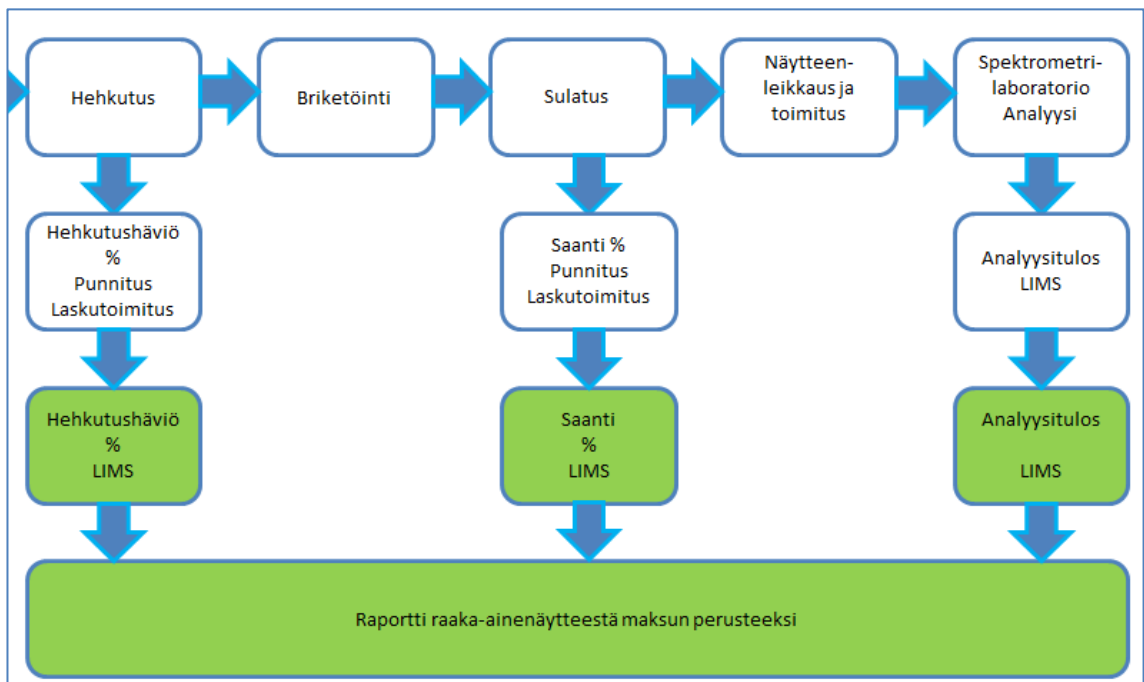 Hehkutus
Briketöinti
Sulatus
Näytteen-
leikkaus ja
toimitus
Spektrometri-
laboratorio
Analyysi
Hehkutushäviö
%
Punnitus
Laskutoimitus
Saanti %
Punnitus
Laskutoimitus
Analyysitulos
LIMS
Hehkutushäviö
%
LIMS
Saanti
%
LIMS
Analyysitulos
LIMS
Raportti raaka-ainenäytteestä maksun perusteeksi